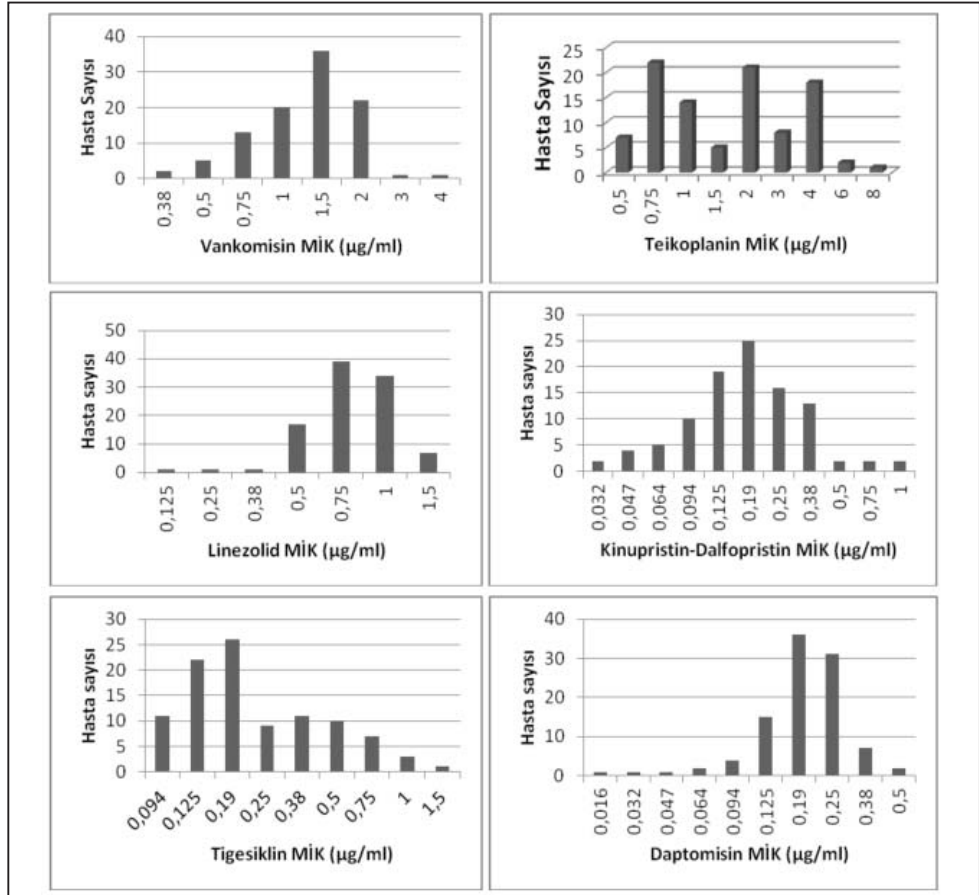 40
30
20
10
0
Hasta Sayısı
0,38 0,5 0,75 1 1,5 2 3 4
Vankomisin MİK (µg/ml)
25
20
15
10
5
0
Hasta Sayısı
0,5 0,75 1 1,5 2 3 4 6 8
Teikoplanin MİK (µg/ml)
50
40
30
20
10
0
Hasta sayısı
0,125 0,25 0,38 0,5 0,75 1 1,5
Linezolid MİK (µg/ml)
30
25
20
15
10
5
0
Hasta sayısı
0,032 0,047 0,064 0,094 0,125 0,19 0,25 0,38 0,5 0,75 1
Kinupristin-Dalfopristin MİK (µg/ml)
30
25
20
15
10
5
0
Hasta sayısı
0,094 0,125 0,19 0,25 0,38 0,5 0,75 1 1,5
Tigesiklin MİK (µg/ml)
40
30
20
10
0
Hasta sayısı
0,016 0,032 0,047 0,064 0,094 0,125 0,19 0,25 0,38 0,5
Daptomisin MİK (µg/ml)